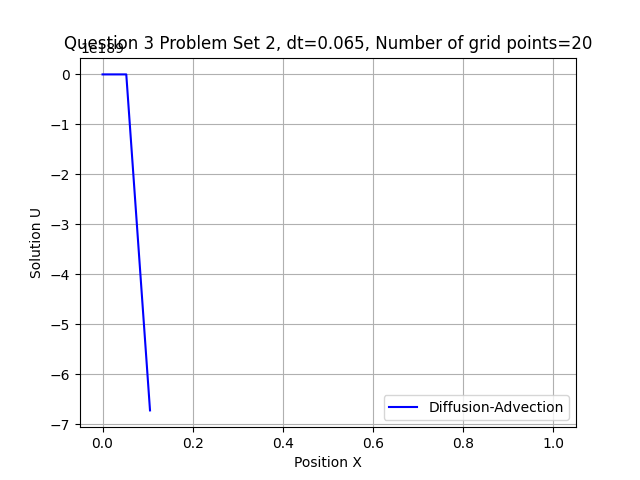 Question 3 Problem Set 2, dt=0.065, Number of grid points=20
1e189
0
−1
−2
−3
−4
−5
−6
−7
Solution U
Diffusion-Advection
0.0 0.2 0.4 0.6 0.8 1.0
Position X